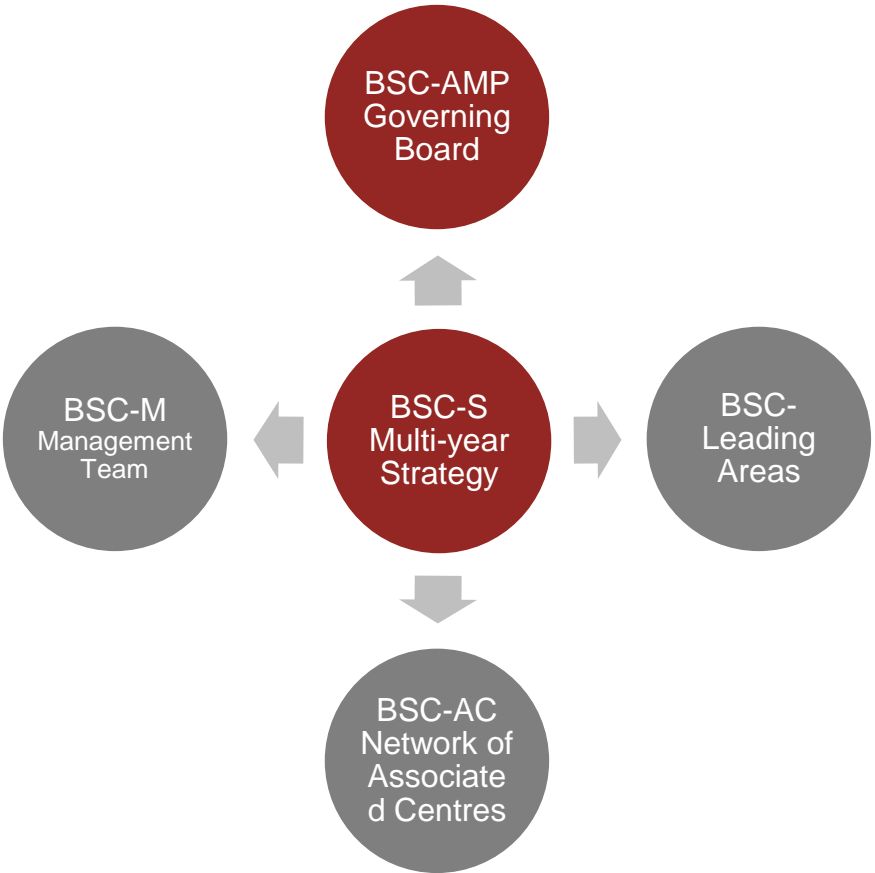 BSC-AMP
Governing
Board
BSC-M
Management
Team
BSC-S
Multi-year
Strategy
BSC-
Leading
Areas
BSC-AC
Network of
Associate
d Centres